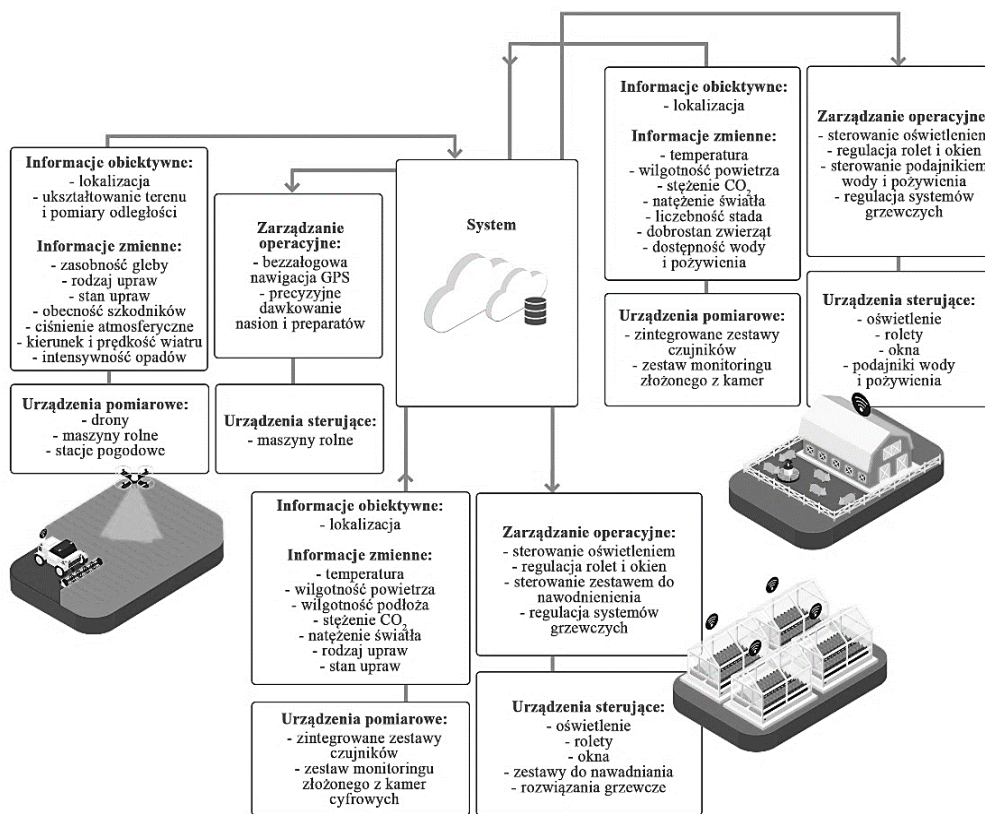 Informacje obiektywne:
- lokalizacja
- ukształtowanie terenu
i pomiary odległości
Informacje zmienne:
- zasobność gleby
- rodzaj upraw
- stan upraw
- obecność szkodników
- ciśnienie atmosferyczne
- kierunek i prędkość wiatru
- intensywność opadów
Urządzenia pomiarowe:
- drony
- maszyny rolne
- stacje pogodowe
Zarządzanie
operacyjne:
- bezzałogowa
nawigacja GPS
- precyzyjne
dawkowanie
nasion i preparatów
Urządzenia sterujące:
- maszyny rolne
System
Informacje obiektywne:
- lokalizacja
Informacje zmienne:
- temperatura
- wilgotność powietrza
- stężenie CO₂
- natężenie światła
- liczebność stada
- dobrostan zwierząt
- dostępność wody
i pożywienia
Urządzenia pomiarowe:
- zintegrowane zestawy
czujników
- zestaw monitoringu
złożonego z kamer
Zarządzanie operacyjne:
- sterowanie oświetleniem
- regulacja rolet i okien
- sterowanie podajnikiem
wody i pożywienia
- regulacja systemów
grzewczych
Urządzenia sterujące:
- oświetlenie
- rolety
- okna
- podajniki wody
i pożywienia
Informacje obiektywne:
- lokalizacja
Informacje zmienne:
- temperatura
- wilgotność powietrza
- wilgotność podłoża
- stężenie CO₂
- natężenie światła
- rodzaj upraw
- stan upraw
Urządzenia pomiarowe:
- zintegrowane zestawy
czujników
- zestaw monitoringu
złożonego z kamer
cyfrowych
Zarządzanie operacyjne:
- sterowanie oświetleniem
- regulacja rolet i okien
- sterowanie zestawem do
nawodnienienia
- regulacja systemów
grzewczych
Urządzenia sterujące:
- oświetlenie
- rolety
- okna
- zestawy do nawadniania
- rozwiązania grzewcze